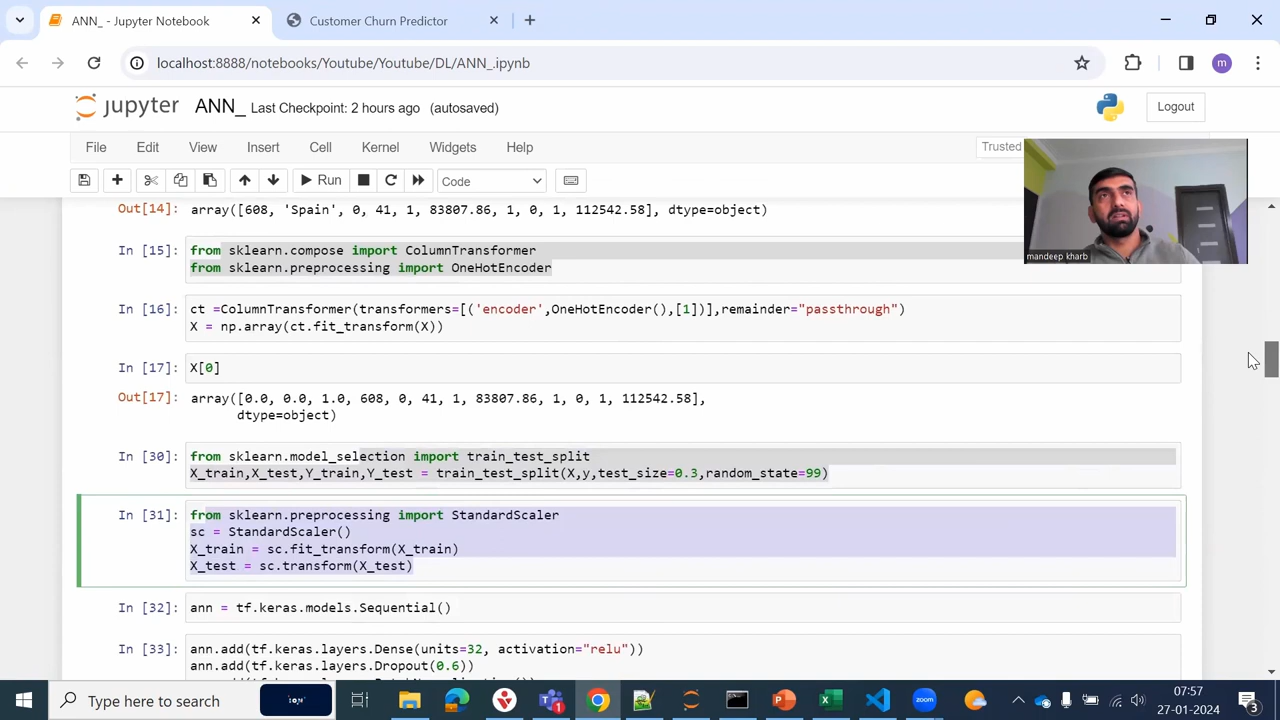 ANN_ - Jupyter Notebook
Customer Churn Predictor
localhost:8888/notebooks/Youtube/Youtube/DL/ANN_.ipynb
m
jupyter ANN_ Last Checkpoint: 2 hours ago (autosaved)
Logout
File Edit View Insert Cell Kernel Widgets Help
Trusted
Run
Code
Out[14]: array([608, 'Spain', 0, 41, 1, 83807.86, 1, 0, 1, 112542.58], dtype=object)
In [15]: from sklearn.compose import ColumnTransformer
from sklearn.preprocessing import OneHotEncoder
mandeep kharb
In [16]: ct =ColumnTransformer(transformers=[('encoder',OneHotEncoder(),[1])],remainder="passthrough")
X = np.array(ct.fit_transform(X))
In [17]: X[0]
Out[17]: array([0.0, 0.0, 1.0, 608, 0, 41, 1, 83807.86, 1, 0, 1, 112542.58],
dtype=object)
In [30]: from sklearn.model_selection import train_test_split
X_train,X_test,Y_train,Y_test = train_test_split(X,y,test_size=0.3,random_state=99)
In [31]: from sklearn.preprocessing import StandardScaler
sc = StandardScaler()
X_train = sc.fit_transform(X_train)
X_test = sc.transform(X_test)
In [32]: ann = tf.keras.models.Sequential()
In [33]: ann.add(tf.keras.layers.Dense(units=32, activation="relu"))
ann.add(tf.keras.layers.Dropout(0.6))
Type here to search
zoom
07:57
27-01-2024
3